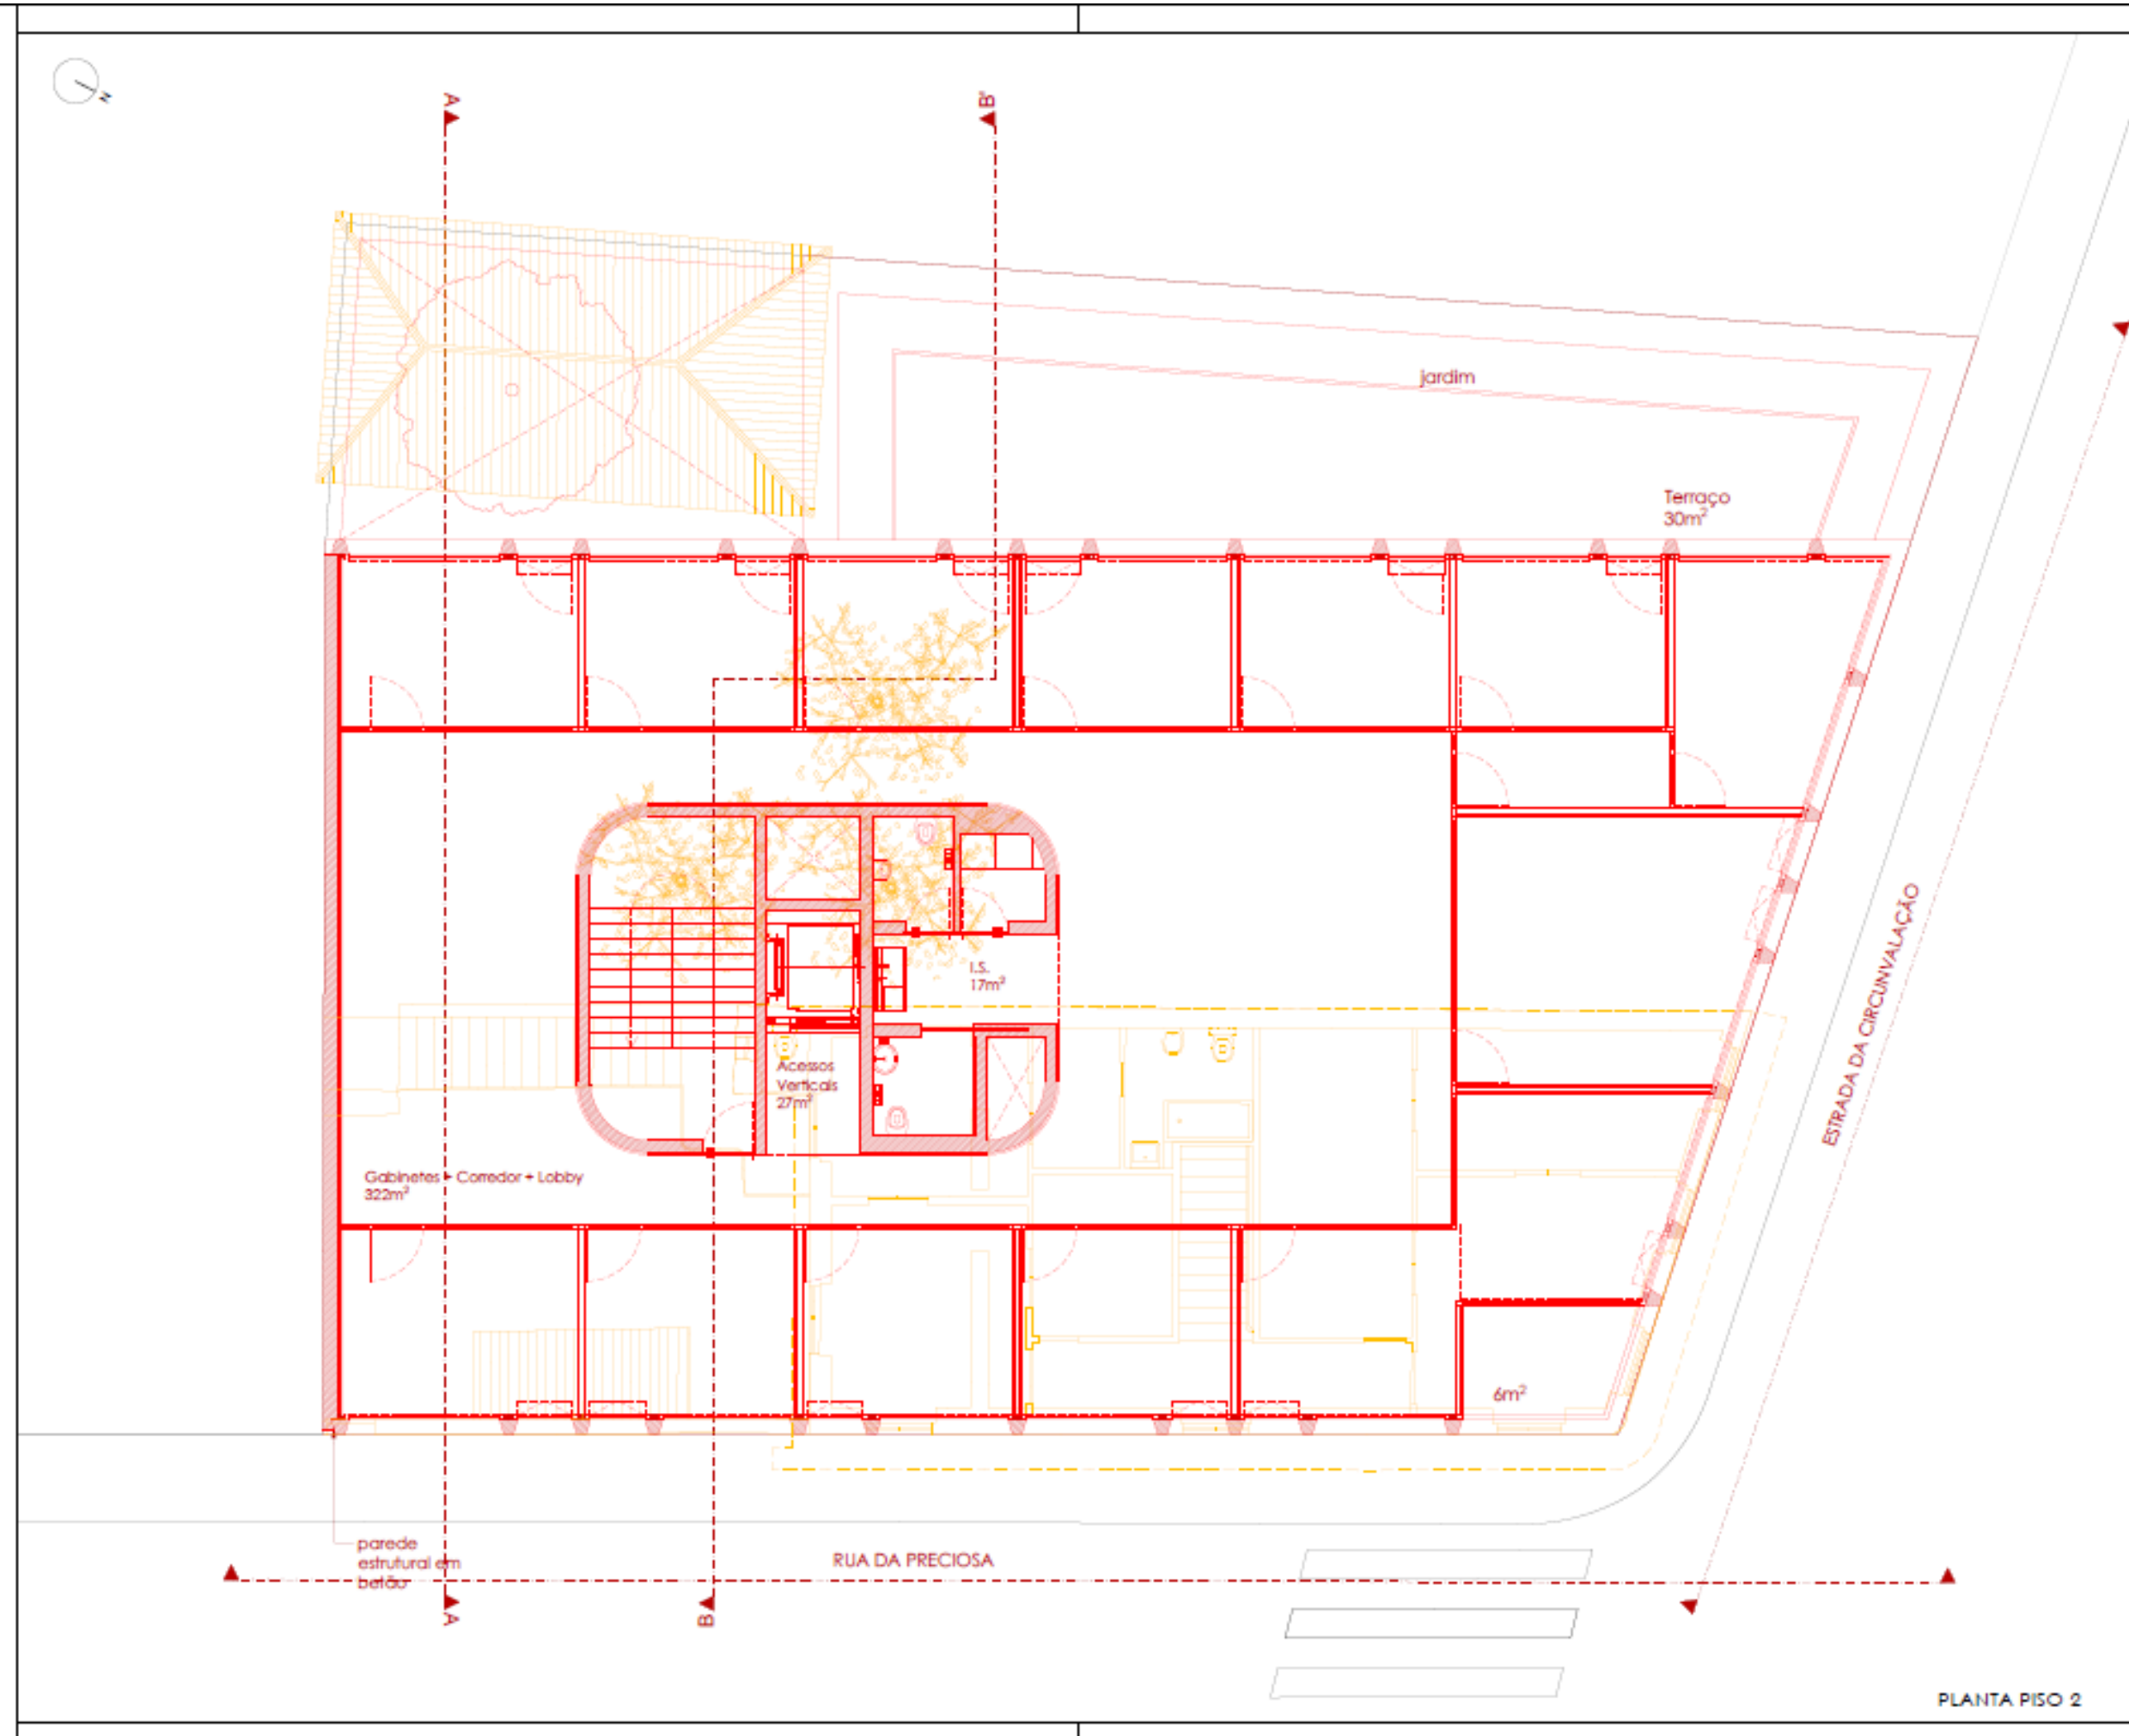 N
A
B'
jardim
Terraço
30m²
ESTRADA DA CIRCUNVALAÇÃO
I.S.
17m²
Acessos
Verticais
27m²
Gabinetes + Corredor + Lobby
322m²
6m²
parede
estrutural em
betão
RUA DA PRECIOSA
A
B
PLANTA PISO 2